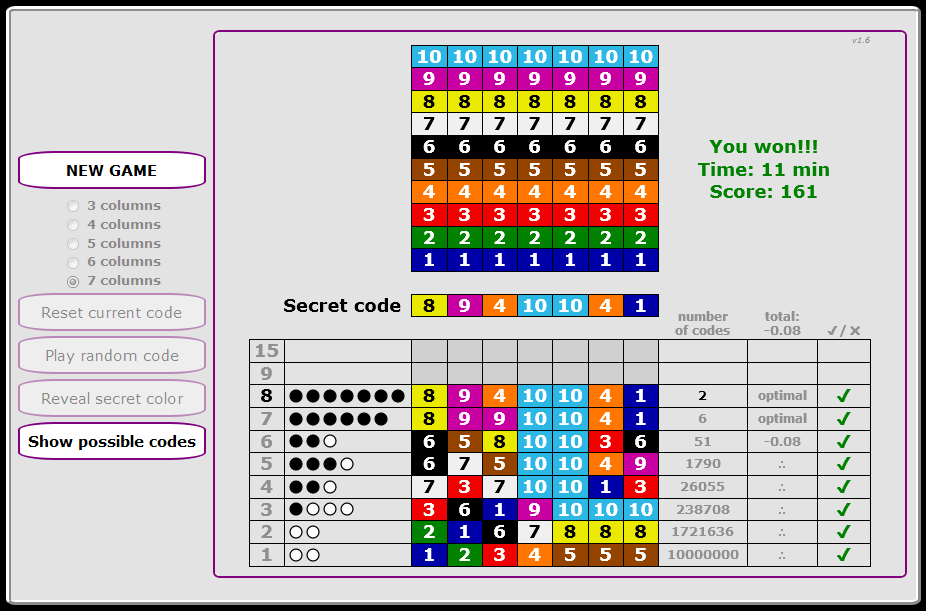 v1.6
10 10 10 10 10 10 10
9 9 9 9 9 9 9
8 8 8 8 8 8 8
7 7 7 7 7 7 7
6 6 6 6 6 6 6
5 5 5 5 5 5 5
4 4 4 4 4 4 4
3 3 3 3 3 3 3
2 2 2 2 2 2 2
1 1 1 1 1 1 1
You won!!!
Time: 11 min
Score: 161
NEW GAME
3 columns
4 columns
5 columns
6 columns
7 columns
Reset current code
Play random code
Reveal secret color
Show possible codes
Secret code 8 9 4 10 10 4 1
number
of codes
total:
-0.08
✓/×
15
9
8 8 9 4 10 10 4 1 2 optimal ✓
7 8 9 9 10 10 4 1 6 optimal ✓
6 6 5 8 10 10 3 6 51 -0.08 ✓
5 6 7 5 10 10 4 9 1790 ∴ ✓
4 7 3 7 10 10 1 3 26055 ∴ ✓
3 3 6 1 9 10 10 10 238708 ∴ ✓
2 2 1 6 7 8 8 8 1721636 ∴ ✓
1 1 2 3 4 5 5 5 10000000 ∴ ✓